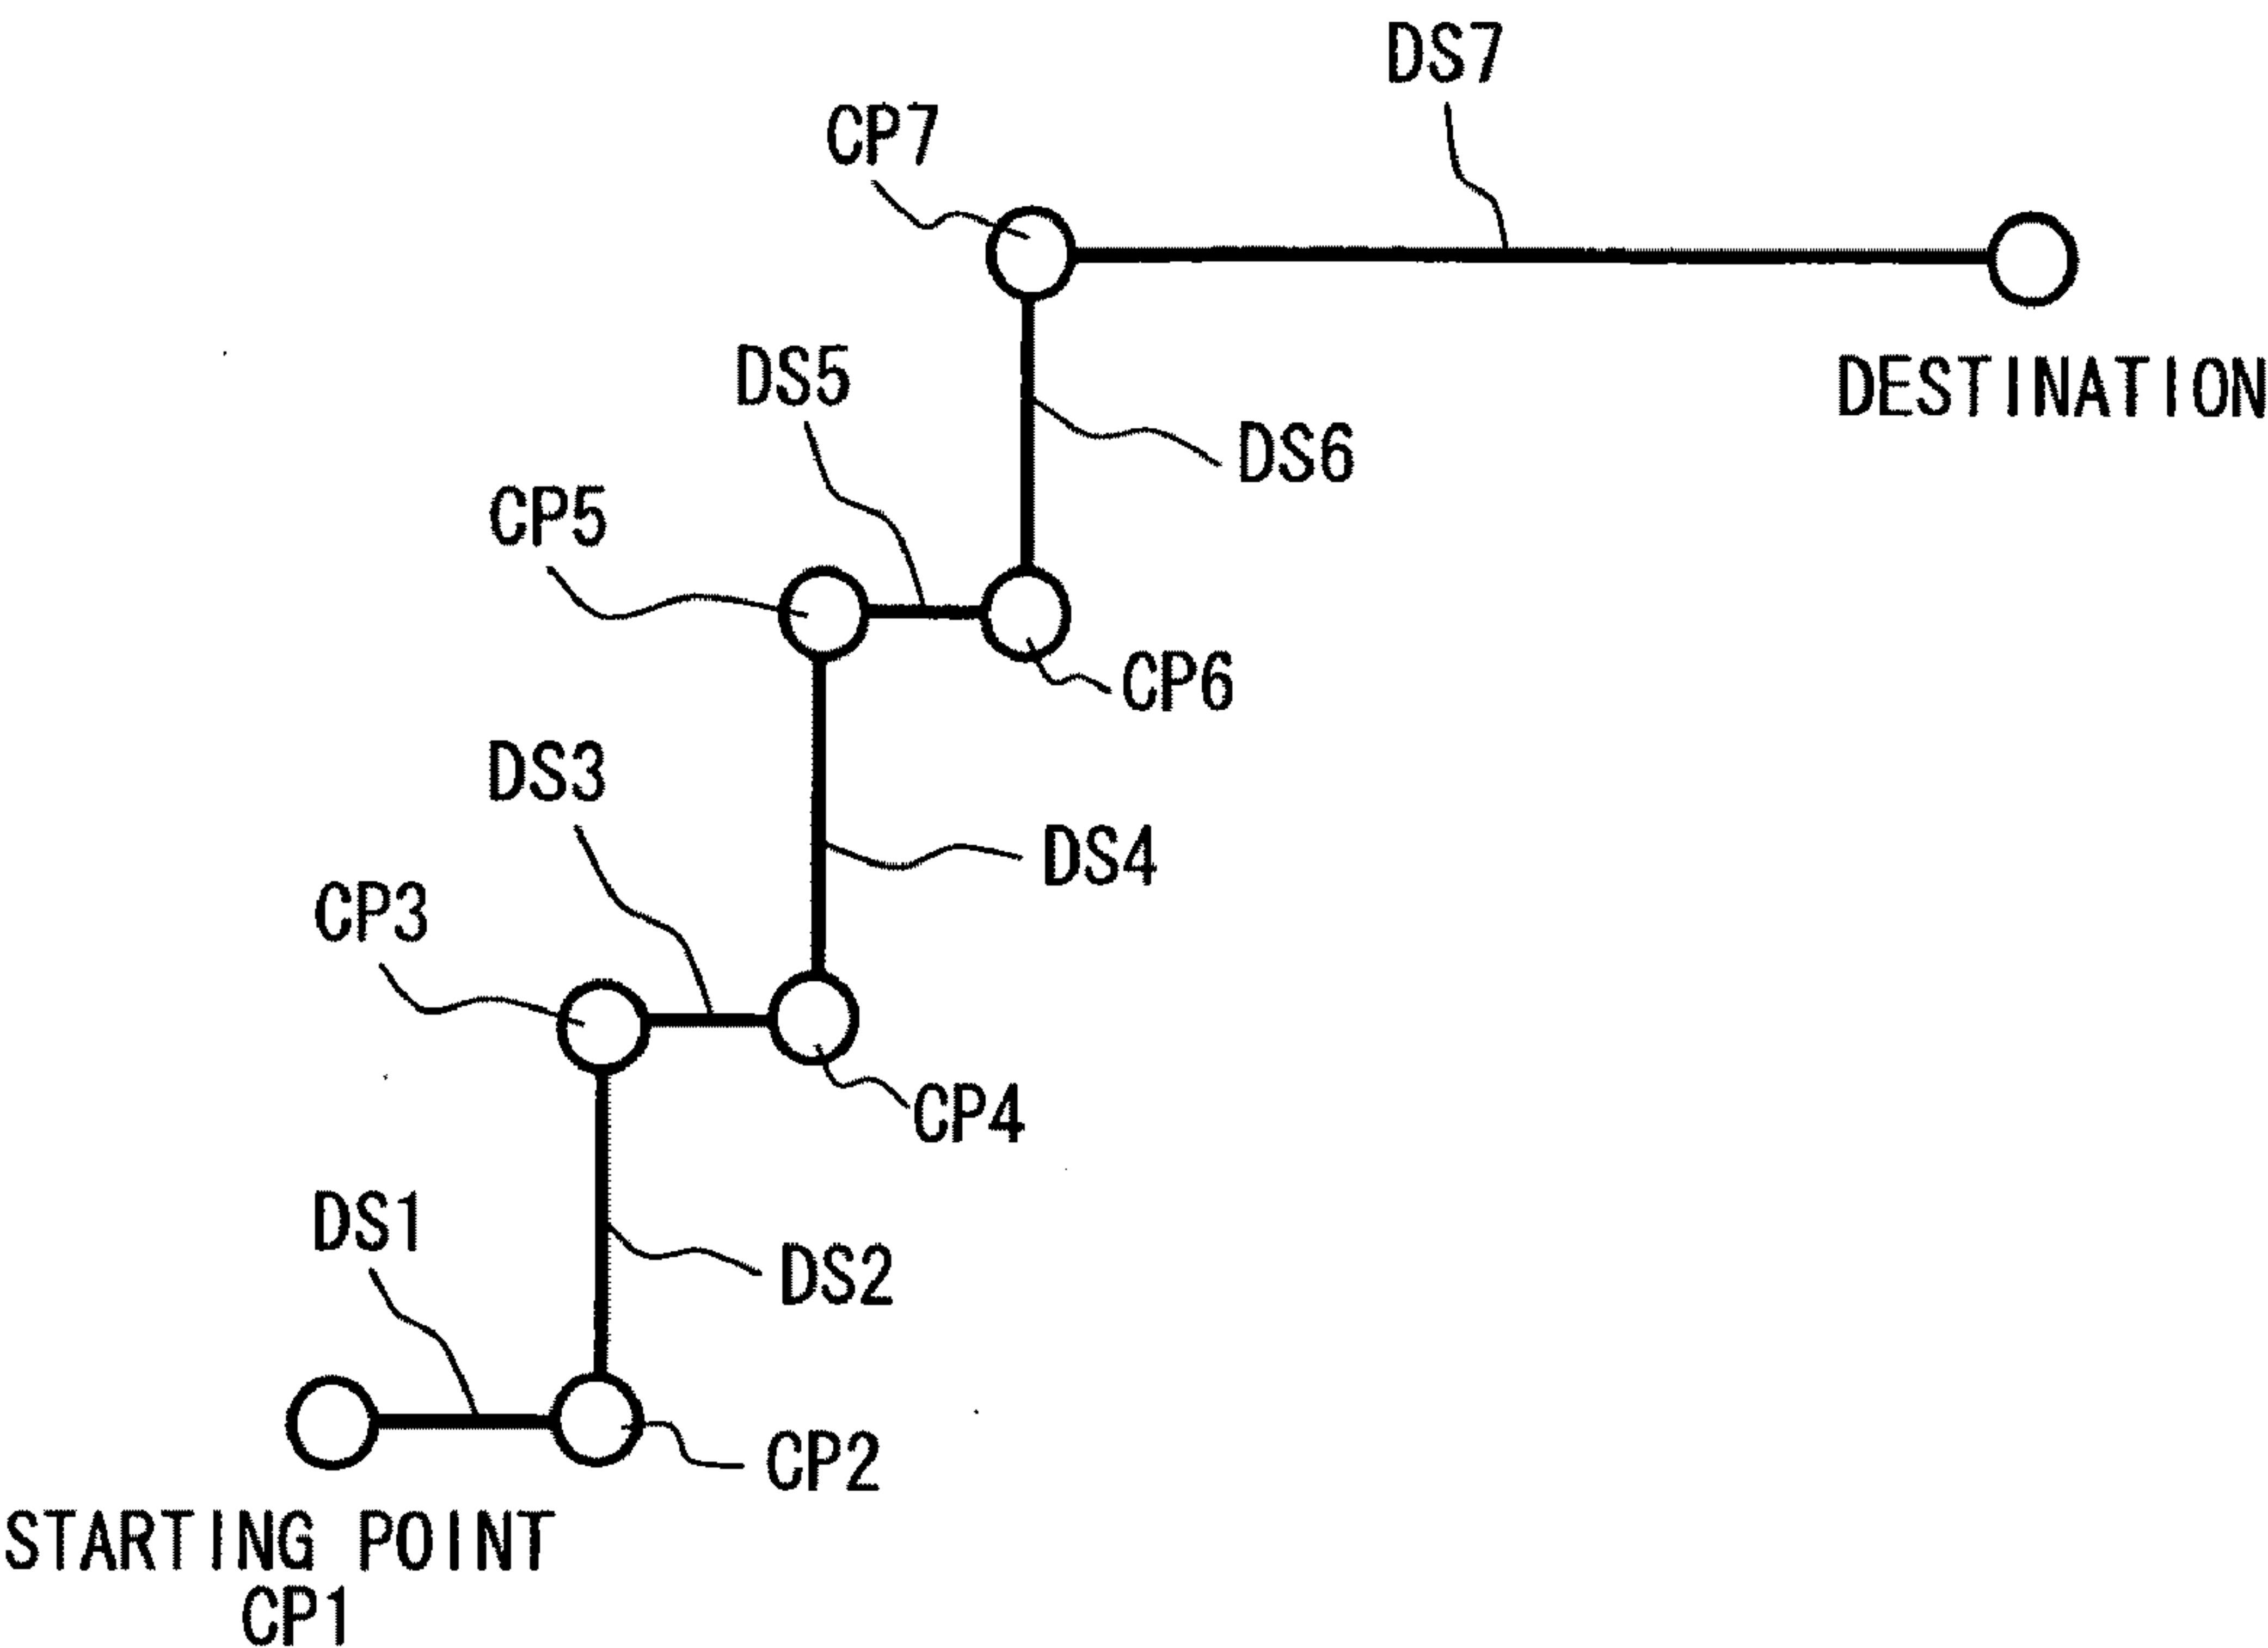 DS7
CP7
DS5
DESTINATION
DS6
CP5
CP6
DS3
DS4
CP3
CP4
DS1
DS2
CP2
STARTING POINT
CP1